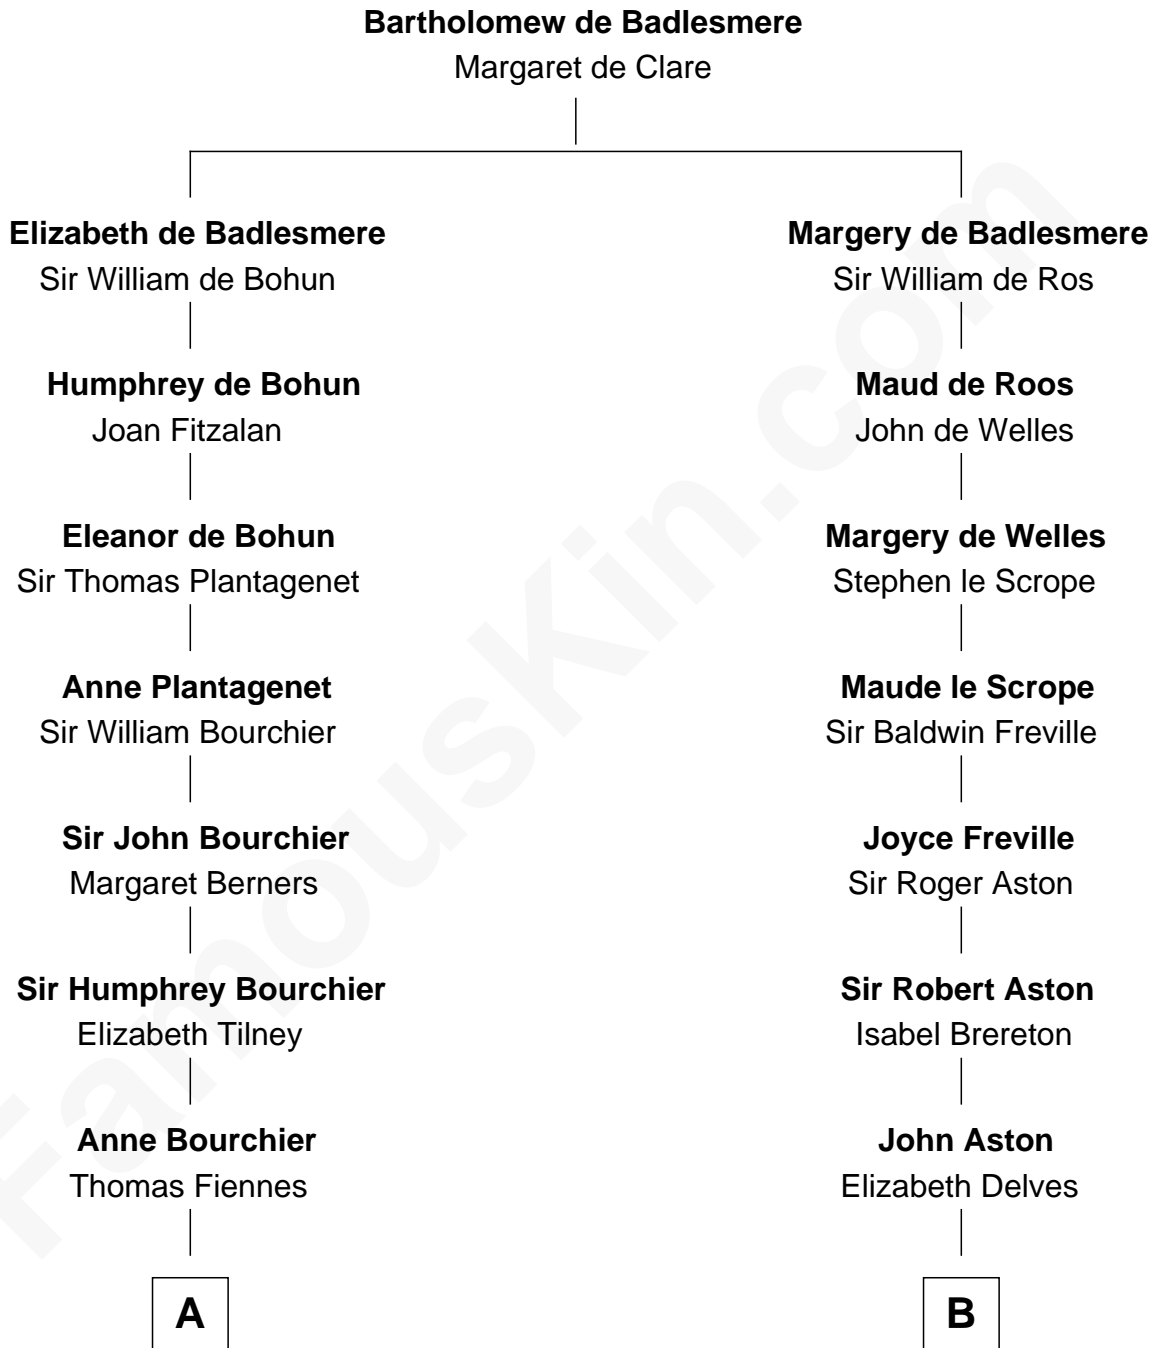 Bartholomew de Badlesmere
Margaret de Clare
Elizabeth de Badlesmere
Sir William de Bohun
Humphrey de Bohun
Joan Fitzalan
Eleanor de Bohun
Sir Thomas Plantagenet
Anne Plantagenet
Sir William Bourchier
Sir John Bourchier
Margaret Berners
Sir Humphrey Bourchier
Elizabeth Tilney
Anne Bourchier
Thomas Fiennes
A
Margery de Badlesmere
Sir William de Ros
Maud de Roos
John de Welles
Margery de Welles
Stephen le Scrope
Maude le Scrope
Sir Baldwin Freville
Joyce Freville
Sir Roger Aston
Sir Robert Aston
Isabel Brereton
John Aston
Elizabeth Delves
B
FamousKin.com